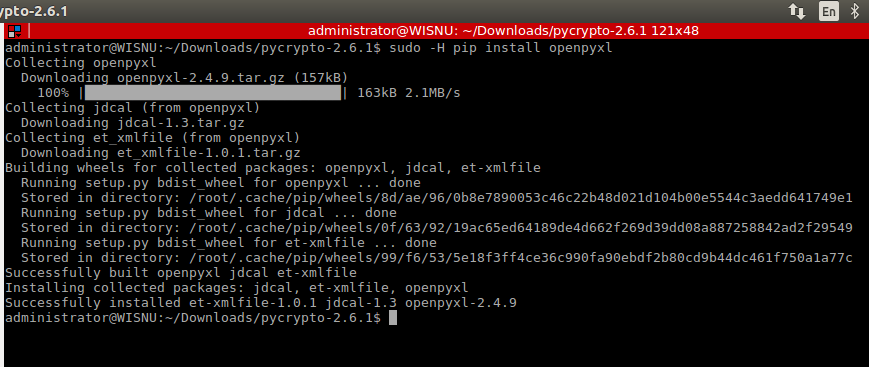 ypto-2.6.1
En
administrator@WISNU: ~/Downloads/pycrypto-2.6.1 121x48
administrator@WISNU:~/Downloads/pycrypto-2.6.1$ sudo -H pip install openpyxl
Collecting openpyxl
  Downloading openpyxl-2.4.9.tar.gz (157kB)
    100% |████████████████████████████████| 163kB 2.1MB/s
Collecting jdcal (from openpyxl)
  Downloading jdcal-1.3.tar.gz
Collecting et_xmlfile (from openpyxl)
  Downloading et_xmlfile-1.0.1.tar.gz
Building wheels for collected packages: openpyxl, jdcal, et-xmlfile
  Running setup.py bdist_wheel for openpyxl ... done
  Stored in directory: /root/.cache/pip/wheels/8d/ae/96/0b8e7890053c46c22b48d021d104b00e5544c3aedd641749e1
  Running setup.py bdist_wheel for jdcal ... done
  Stored in directory: /root/.cache/pip/wheels/0f/63/92/19ac65ed64189de4d662f269d39dd08a887258842ad2f29549
  Running setup.py bdist_wheel for et-xmlfile ... done
  Stored in directory: /root/.cache/pip/wheels/99/f6/53/5e18f3ff4ce36c990fa90ebdf2b80cd9b44dc461f750a1a77c
Successfully built openpyxl jdcal et-xmlfile
Installing collected packages: jdcal, et-xmlfile, openpyxl
Successfully installed et-xmlfile-1.0.1 jdcal-1.3 openpyxl-2.4.9
administrator@WISNU:~/Downloads/pycrypto-2.6.1$